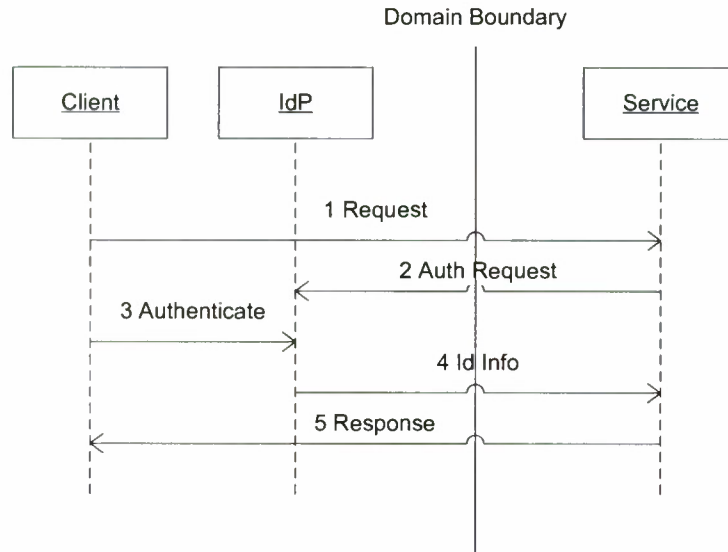 Domain Boundary
Client
IdP
Service
1 Request
2 Auth Request
3 Authenticate
4 Id Info
5 Response